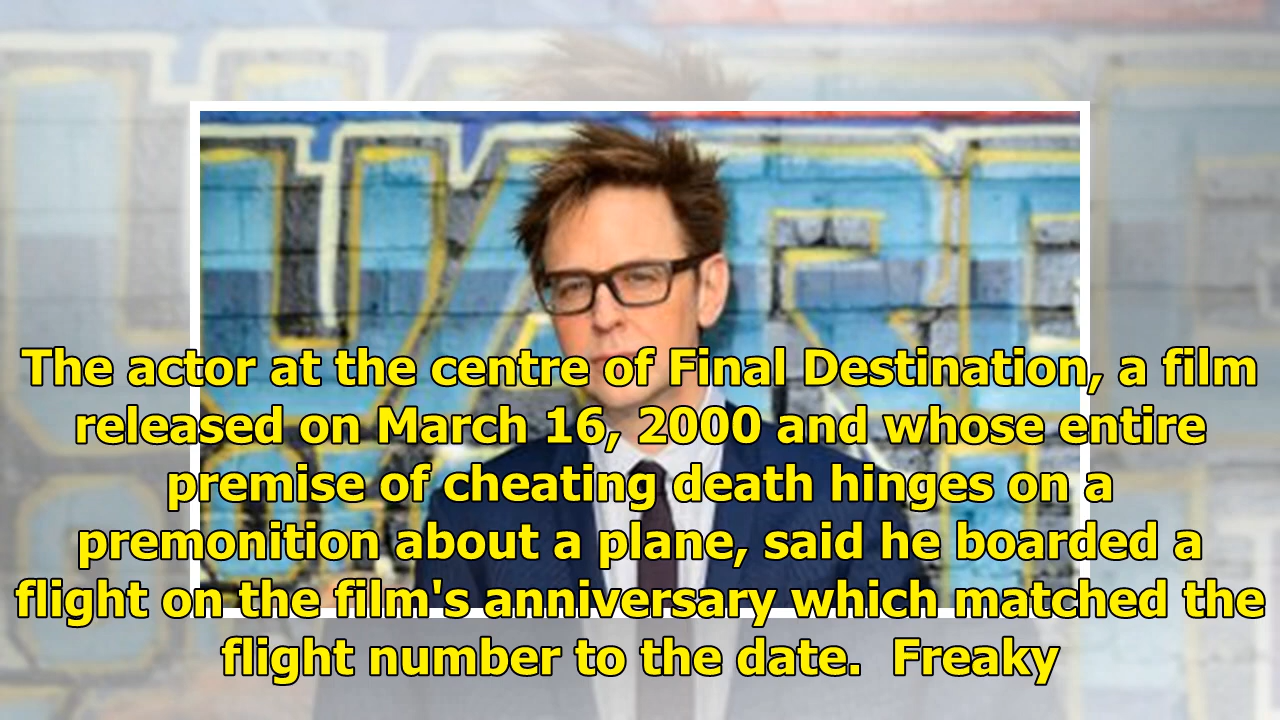 The actor at the centre of Final Destination, a film
released on March 16, 2000 and whose entire
premise of cheating death hinges on a
premonition about a plane, said he boarded a
flight on the film's anniversary which matched the
flight number to the date.  Freaky